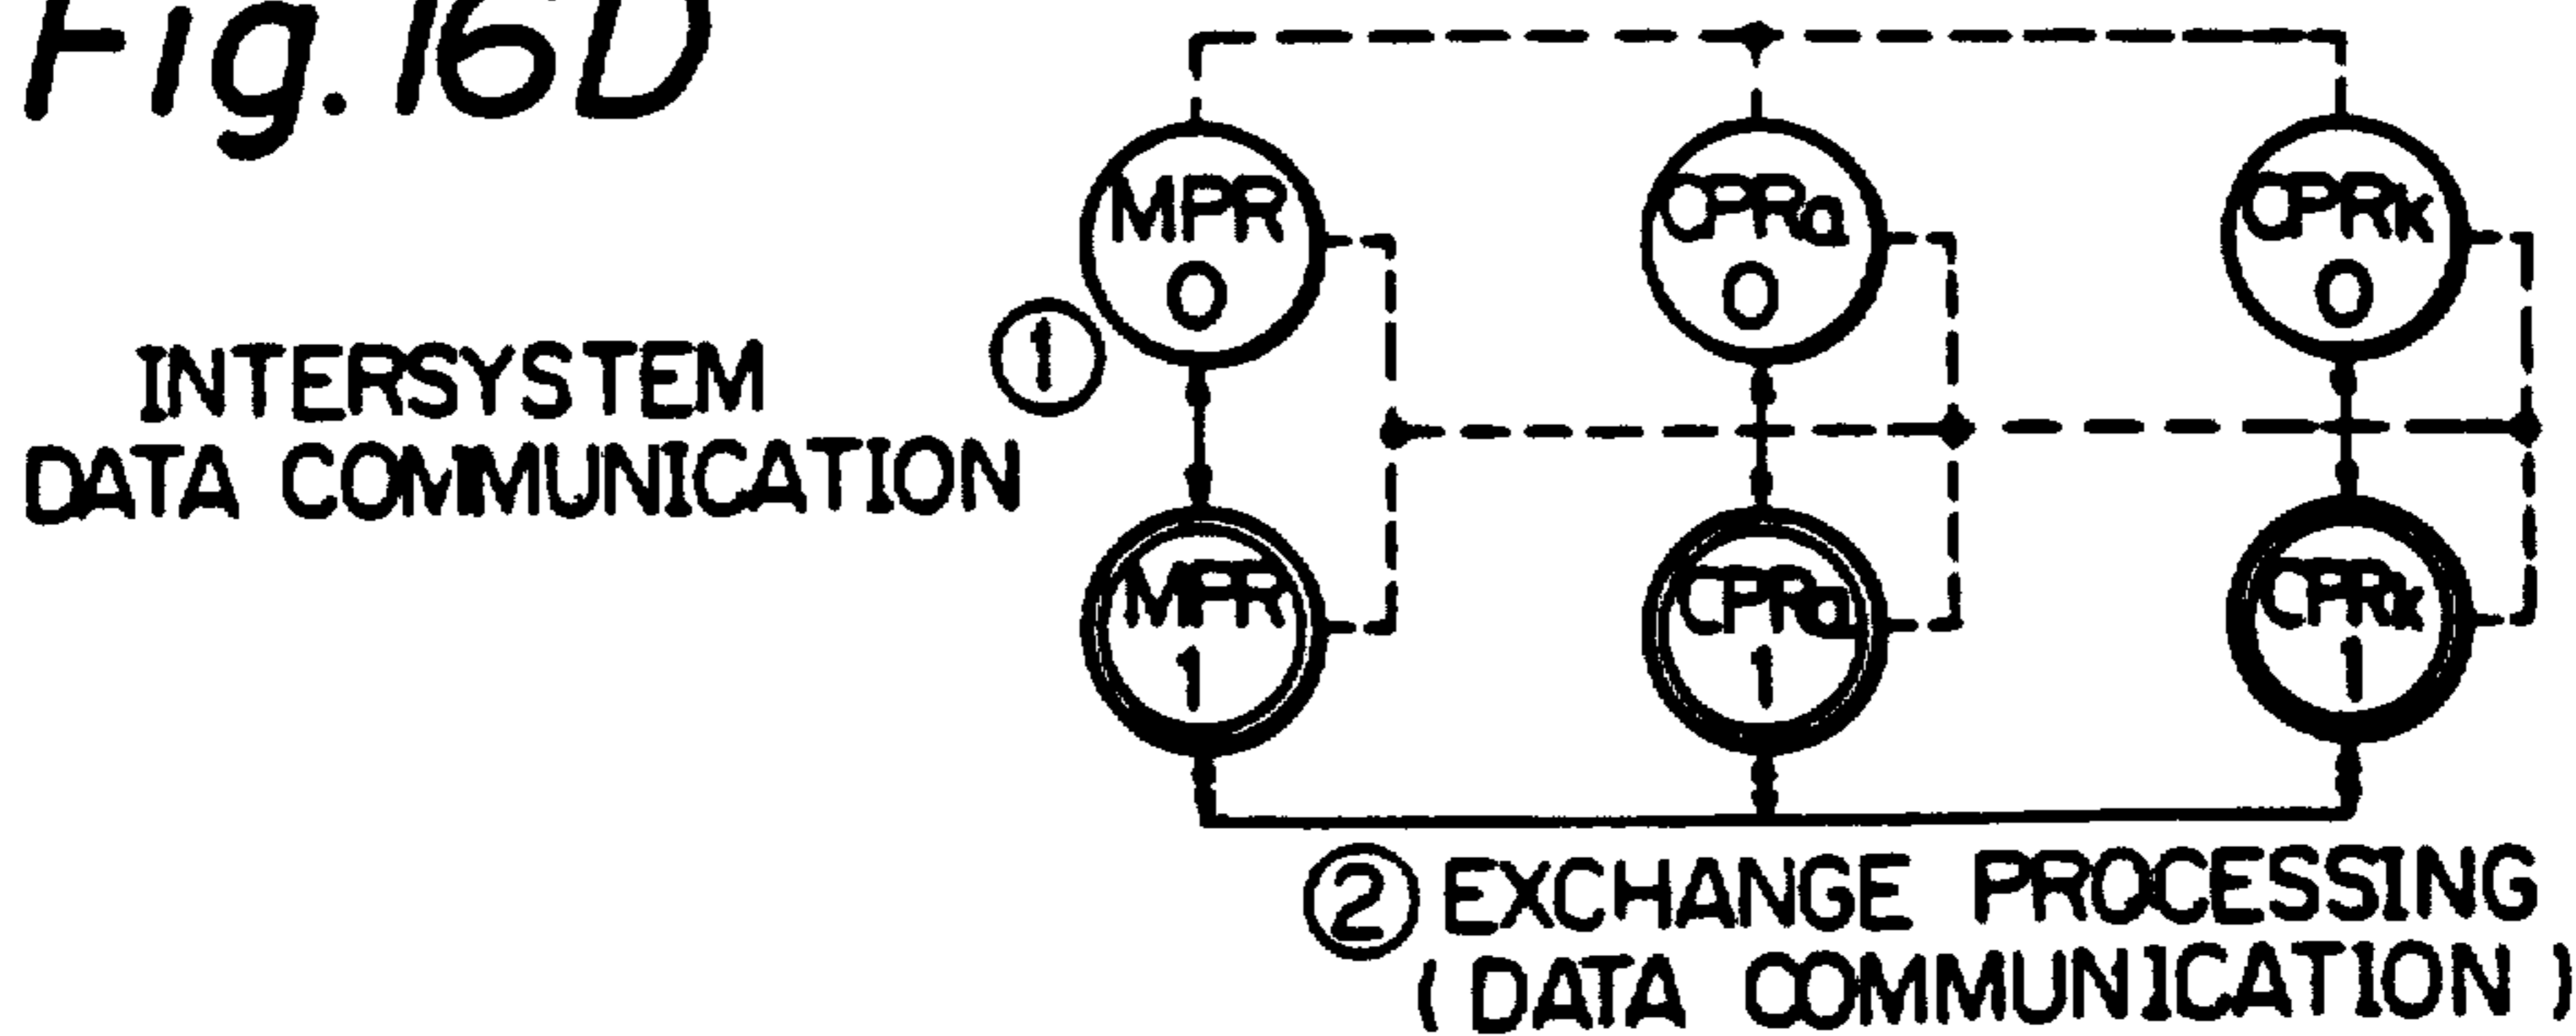 Fig. 16D
MPR
0
CPRa
0
CPRk
0
①
INTERSYSTEM
DATA COMMUNICATION
MPR
1
CPRa
1
CPRk
1
② EXCHANGE PROCESSING
( DATA COMMUNICATION )